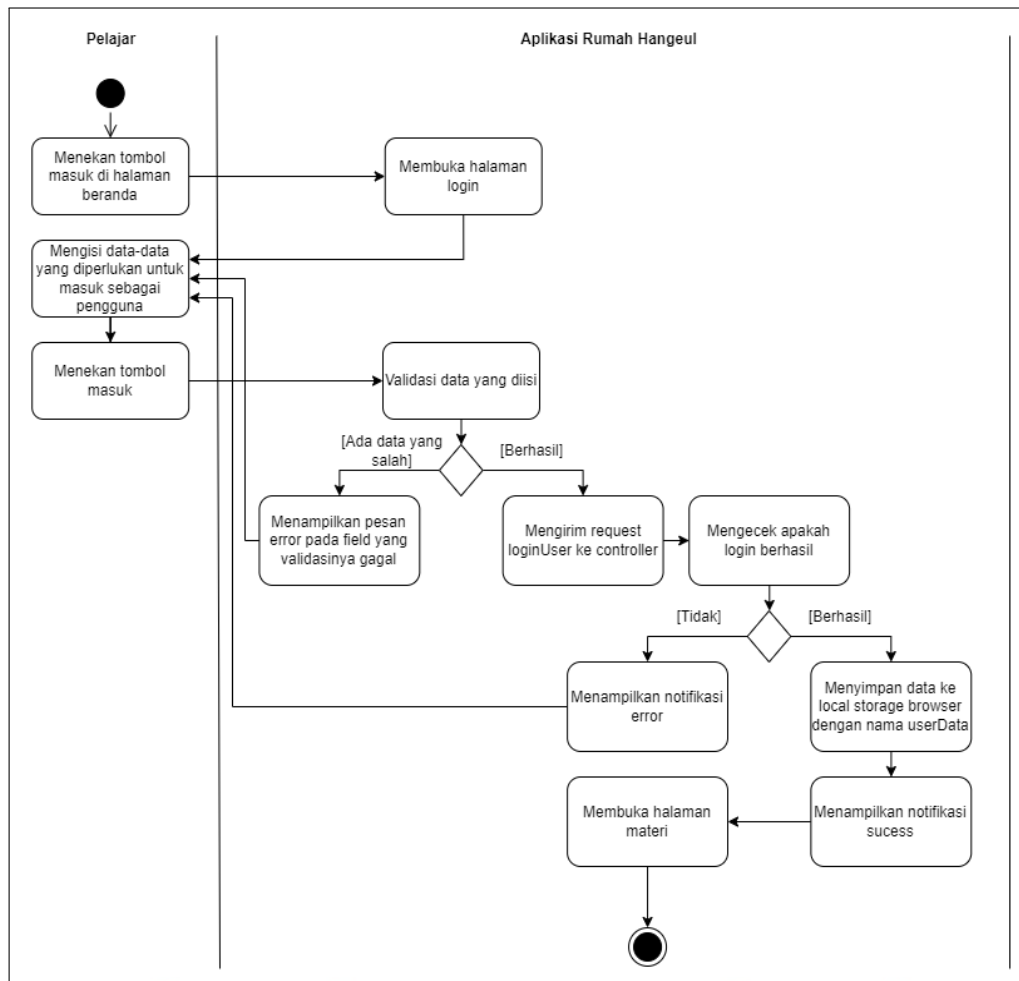 Pelajar
Aplikasi Rumah Hangeul
Menekan tombol
masuk di halaman
beranda
Membuka halaman
login
Mengisi data-data
yang diperlukan untuk
masuk sebagai
pengguna
Menekan tombol
masuk
Validasi data yang diisi
[Ada data yang
salah]
[Berhasil]
Menampilkan pesan
error pada field yang
validasinya gagal
Mengirim request
loginUser ke controller
Mengecek apakah
login berhasil
[Tidak]
[Berhasil]
Menampilkan notifikasi
error
Menyimpan data ke
local storage browser
dengan nama userData
Membuka halaman
materi
Menampilkan notifikasi
sucess